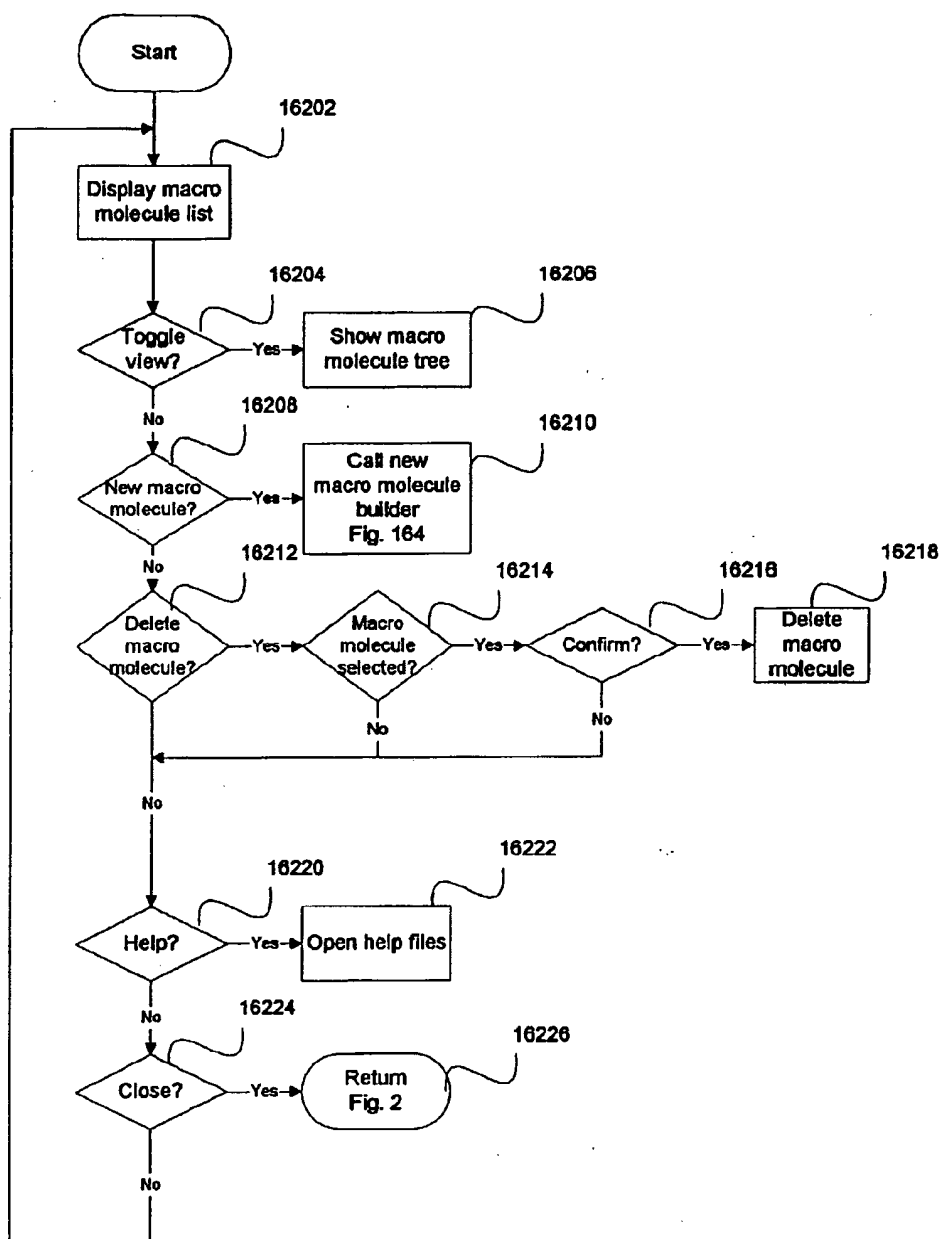 Start
16202
Display macro
molecule list
16204
16206
Toggle
view?
Yes
Show macro
molecule tree
No
16208
16210
New macro
molecule?
Yes
Call new
macro molecule
builder
Fig. 164
No
16212
16214
16216
16218
Delete
macro
molecule?
Yes
Macro
molecule
selected?
Yes
Confirm?
Yes
Delete
macro
molecule
No
No
No
16220
16222
Help?
Yes
Open help files
No
16224
16226
Close?
Yes
Return
Fig. 2
No